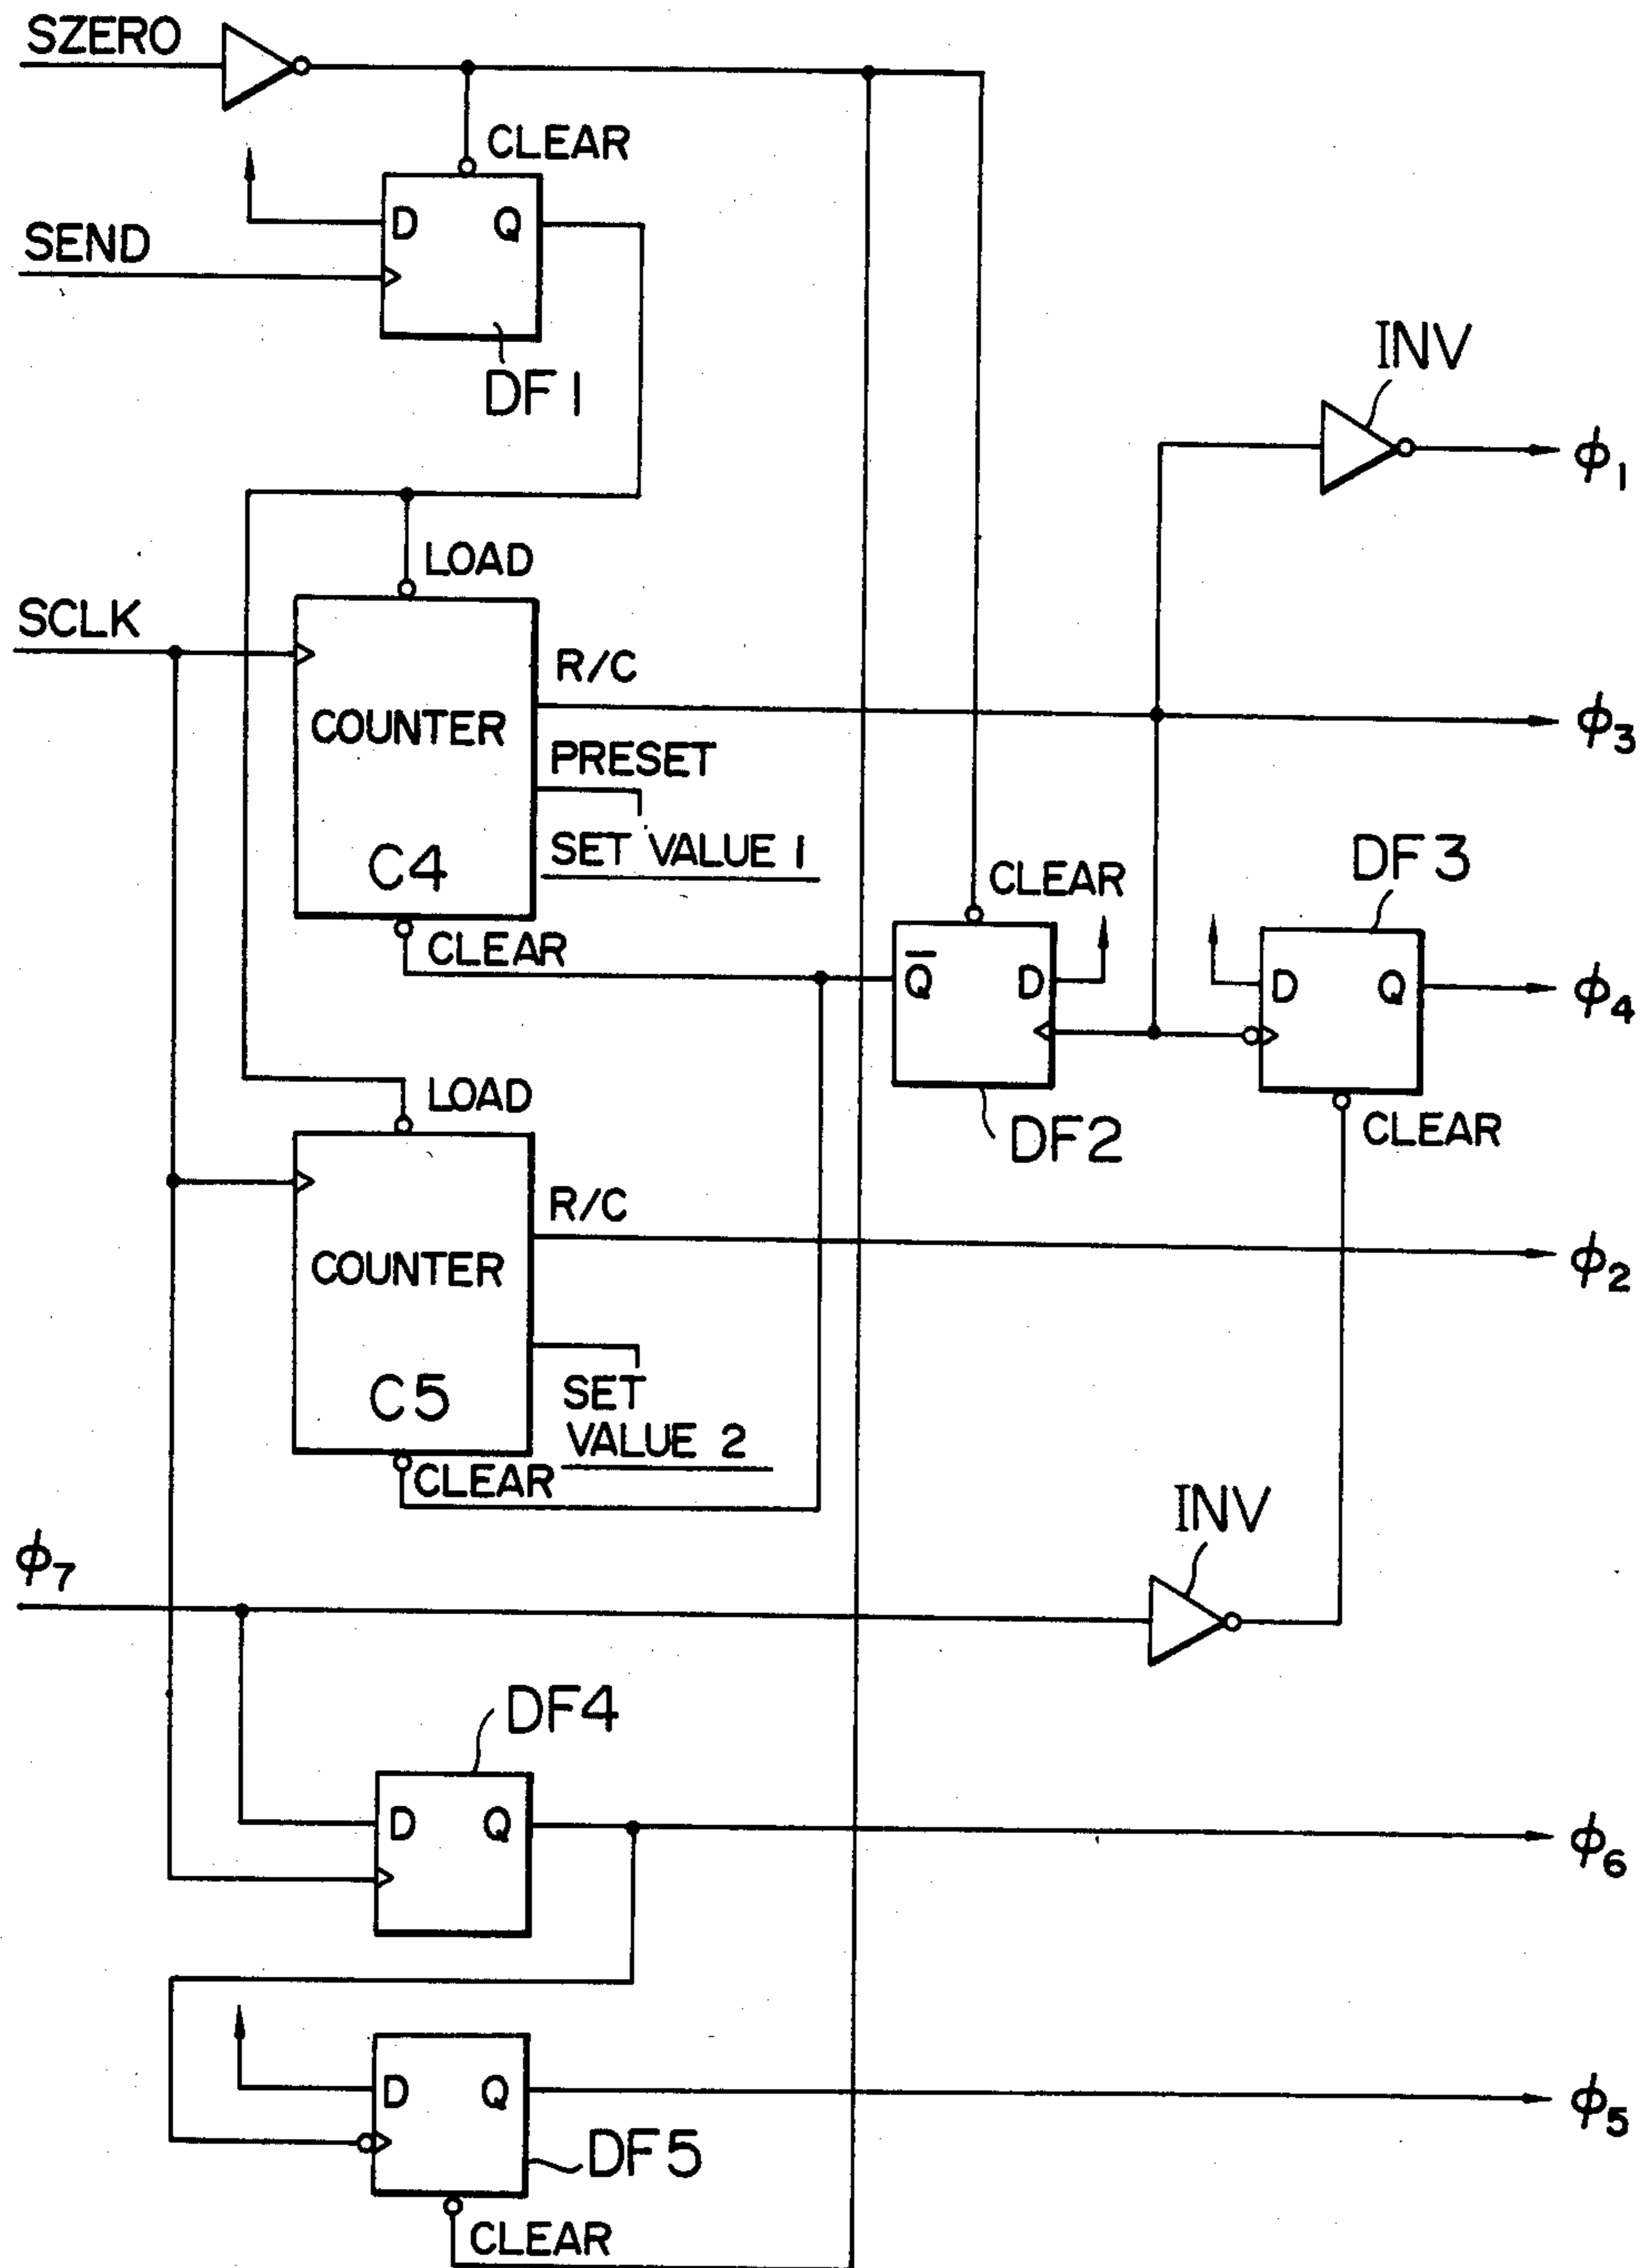 SZERO
CLEAR
D Q
SEND
DF1
INV
ϕ1
LOAD
SCLK
R/C
ϕ3
COUNTER
PRESET
SET VALUE 1
C4
CLEAR
CLEAR
DF3
Q̅ D
D Q
ϕ4
DF2
CLEAR
LOAD
R/C
ϕ2
COUNTER
SET
VALUE 2
C5
CLEAR
INV
ϕ7
DF4
D Q
ϕ6
D Q
ϕ5
DF5
CLEAR